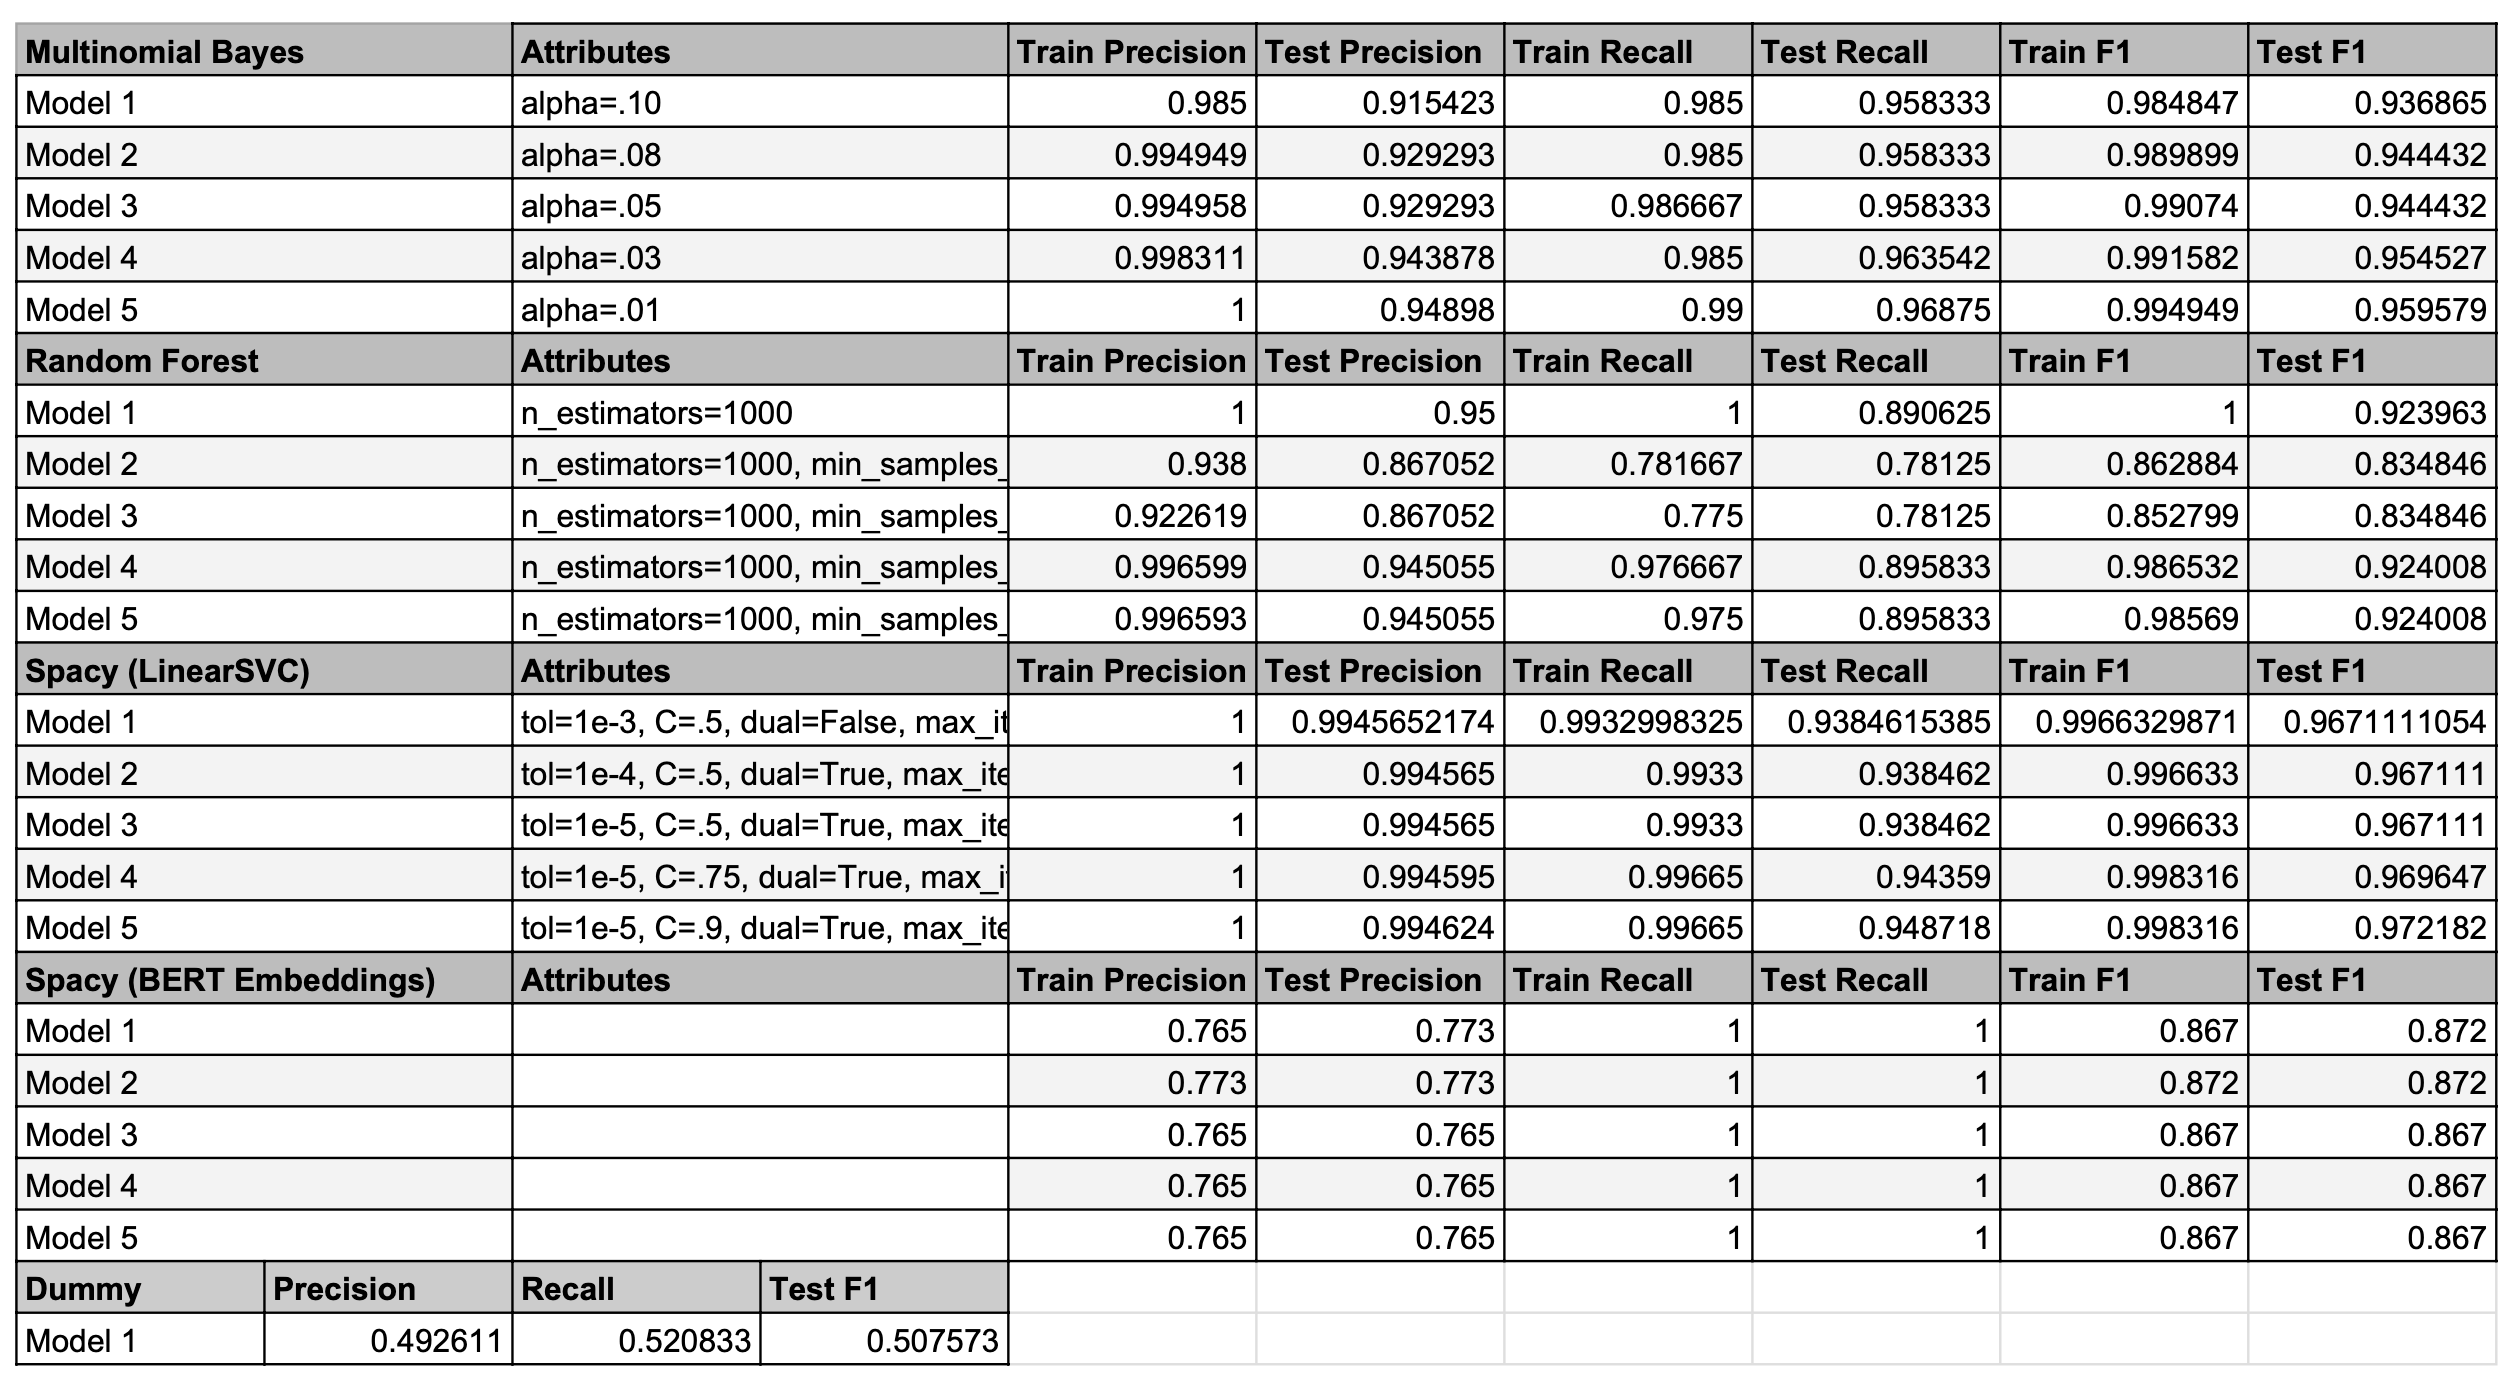 Multinomial Bayes Attributes Train Precision Test Precision Train Recall Test Recall Train F1 Test F1
Model 1 alpha=.10 0.985 0.915423 0.985 0.958333 0.984847 0.936865
Model 2 alpha=.08 0.994949 0.929293 0.985 0.958333 0.989899 0.944432
Model 3 alpha=.05 0.994958 0.929293 0.986667 0.958333 0.99074 0.944432
Model 4 alpha=.03 0.998311 0.943878 0.985 0.963542 0.991582 0.954527
Model 5 alpha=.01 1 0.94898 0.99 0.96875 0.994949 0.959579
Random Forest Attributes Train Precision Test Precision Train Recall Test Recall Train F1 Test F1
Model 1 n_estimators=1000 1 0.95 1 0.890625 1 0.923963
Model 2 n_estimators=1000, min_samples_ 0.938 0.867052 0.781667 0.78125 0.862884 0.834846
Model 3 n_estimators=1000, min_samples_ 0.922619 0.867052 0.775 0.78125 0.852799 0.834846
Model 4 n_estimators=1000, min_samples_ 0.996599 0.945055 0.976667 0.895833 0.986532 0.924008
Model 5 n_estimators=1000, min_samples_ 0.996593 0.945055 0.975 0.895833 0.98569 0.924008
Spacy (LinearSVC) Attributes Train Precision Test Precision Train Recall Test Recall Train F1 Test F1
Model 1 tol=1e-3, C=.5, dual=False, max_it 1 0.9945652174 0.9932998325 0.9384615385 0.9966329871 0.9671111054
Model 2 tol=1e-4, C=.5, dual=True, max_ite 1 0.994565 0.9933 0.938462 0.996633 0.967111
Model 3 tol=1e-5, C=.5, dual=True, max_ite 1 0.994565 0.9933 0.938462 0.996633 0.967111
Model 4 tol=1e-5, C=.75, dual=True, max_i 1 0.994595 0.99665 0.94359 0.998316 0.969647
Model 5 tol=1e-5, C=.9, dual=True, max_ite 1 0.994624 0.99665 0.948718 0.998316 0.972182
Spacy (BERT Embeddings) Attributes Train Precision Test Precision Train Recall Test Recall Train F1 Test F1
Model 1 0.765 0.773 1 1 0.867 0.872
Model 2 0.773 0.773 1 1 0.872 0.872
Model 3 0.765 0.765 1 1 0.867 0.867
Model 4 0.765 0.765 1 1 0.867 0.867
Model 5 0.765 0.765 1 1 0.867 0.867
Dummy Precision Recall Test F1
Model 1 0.492611 0.520833 0.507573